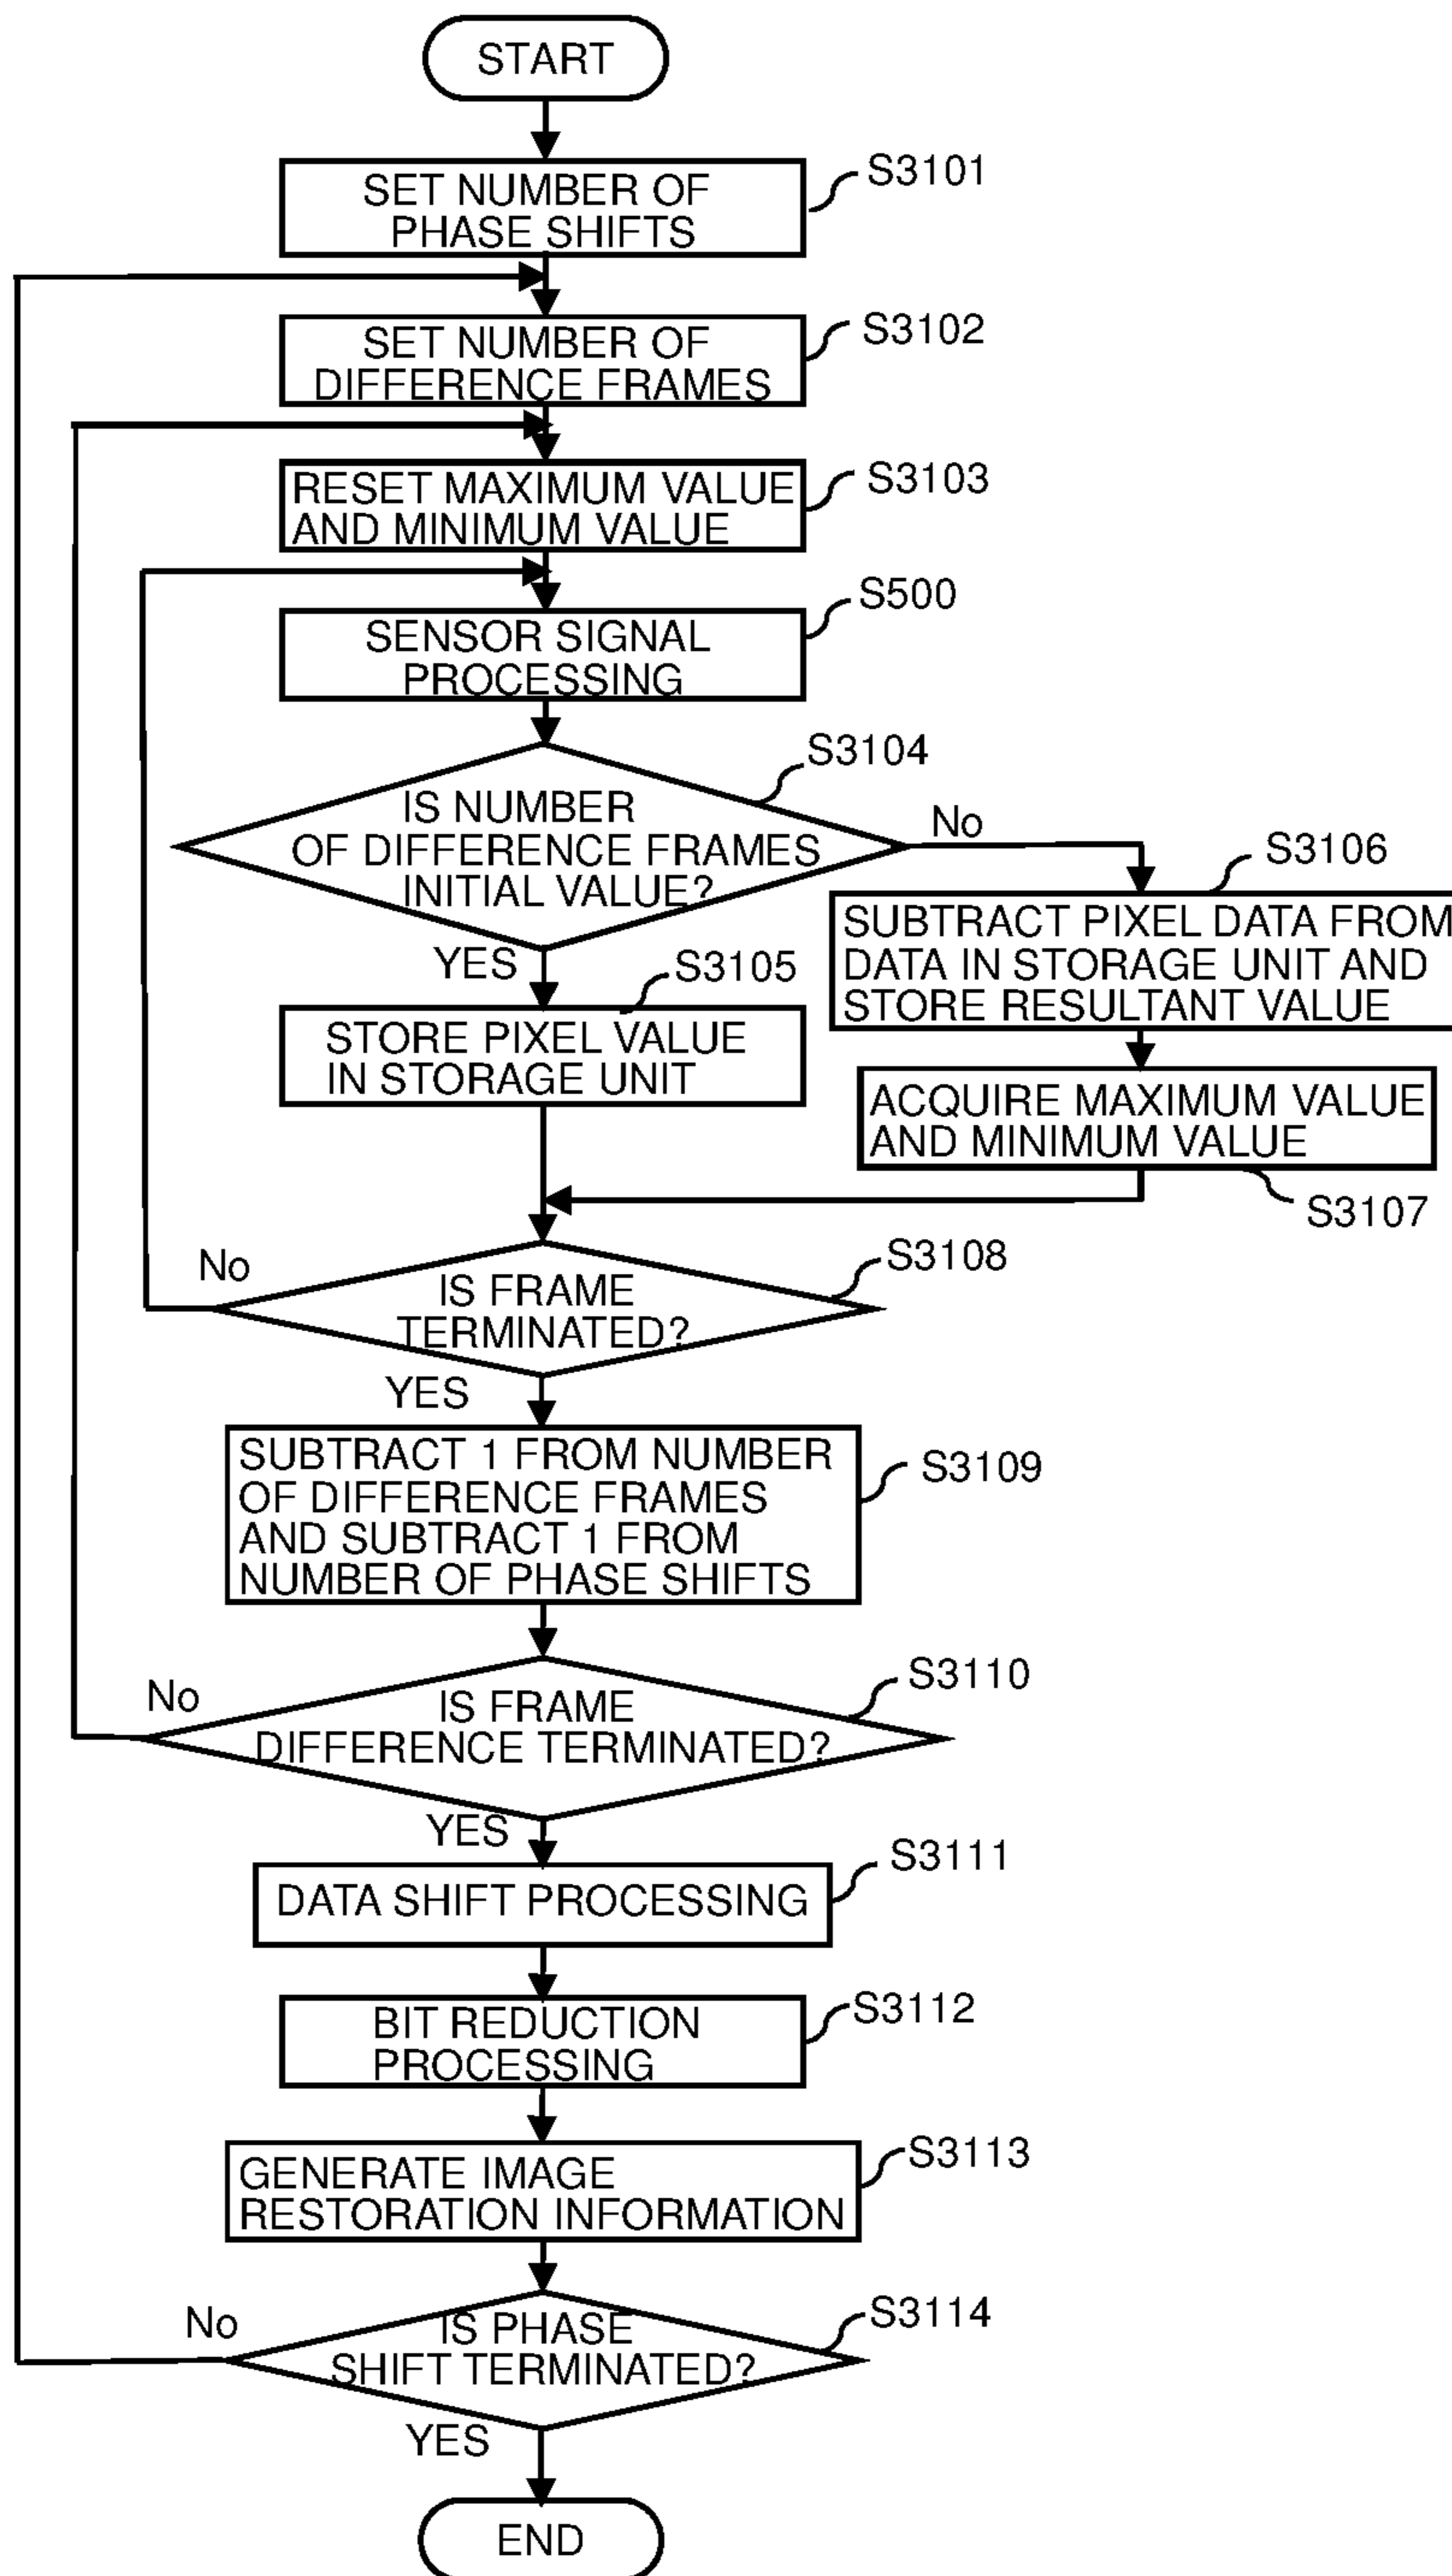 START
SET NUMBER OF
PHASE SHIFTS
S3101
SET NUMBER OF
DIFFERENCE FRAMES
S3102
RESET MAXIMUM VALUE
AND MINIMUM VALUE
S3103
SENSOR SIGNAL
PROCESSING
S500
IS NUMBER
OF DIFFERENCE FRAMES
INITIAL VALUE?
S3104
No
YES
STORE PIXEL VALUE
IN STORAGE UNIT
S3105
SUBTRACT PIXEL DATA FROM
DATA IN STORAGE UNIT AND
STORE RESULTANT VALUE
S3106
ACQUIRE MAXIMUM VALUE
AND MINIMUM VALUE
S3107
IS FRAME
TERMINATED?
S3108
No
YES
SUBTRACT 1 FROM NUMBER
OF DIFFERENCE FRAMES
AND SUBTRACT 1 FROM
NUMBER OF PHASE SHIFTS
S3109
IS FRAME
DIFFERENCE TERMINATED?
S3110
No
YES
DATA SHIFT PROCESSING
S3111
BIT REDUCTION
PROCESSING
S3112
GENERATE IMAGE
RESTORATION INFORMATION
S3113
IS PHASE
SHIFT TERMINATED?
S3114
No
YES
END